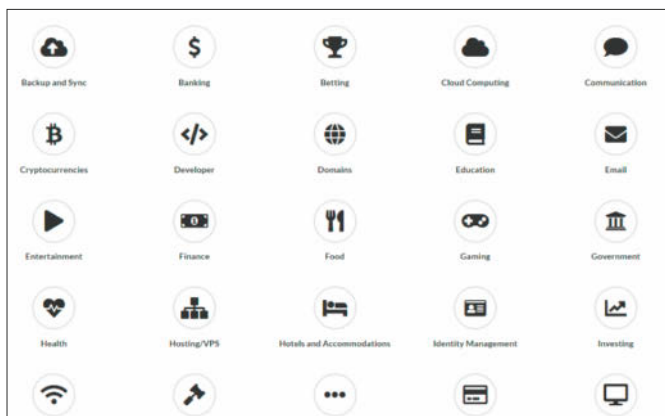 Backup and Sync
Banking
Betting
Cloud Computing
Communication
Cryptocurrencies
Developer
Domains
Education
Email
Entertainment
Finance
Food
Gaming
Government
Health
Hosting/VPS
Hotels and Accommodations
Identity Management
Investing